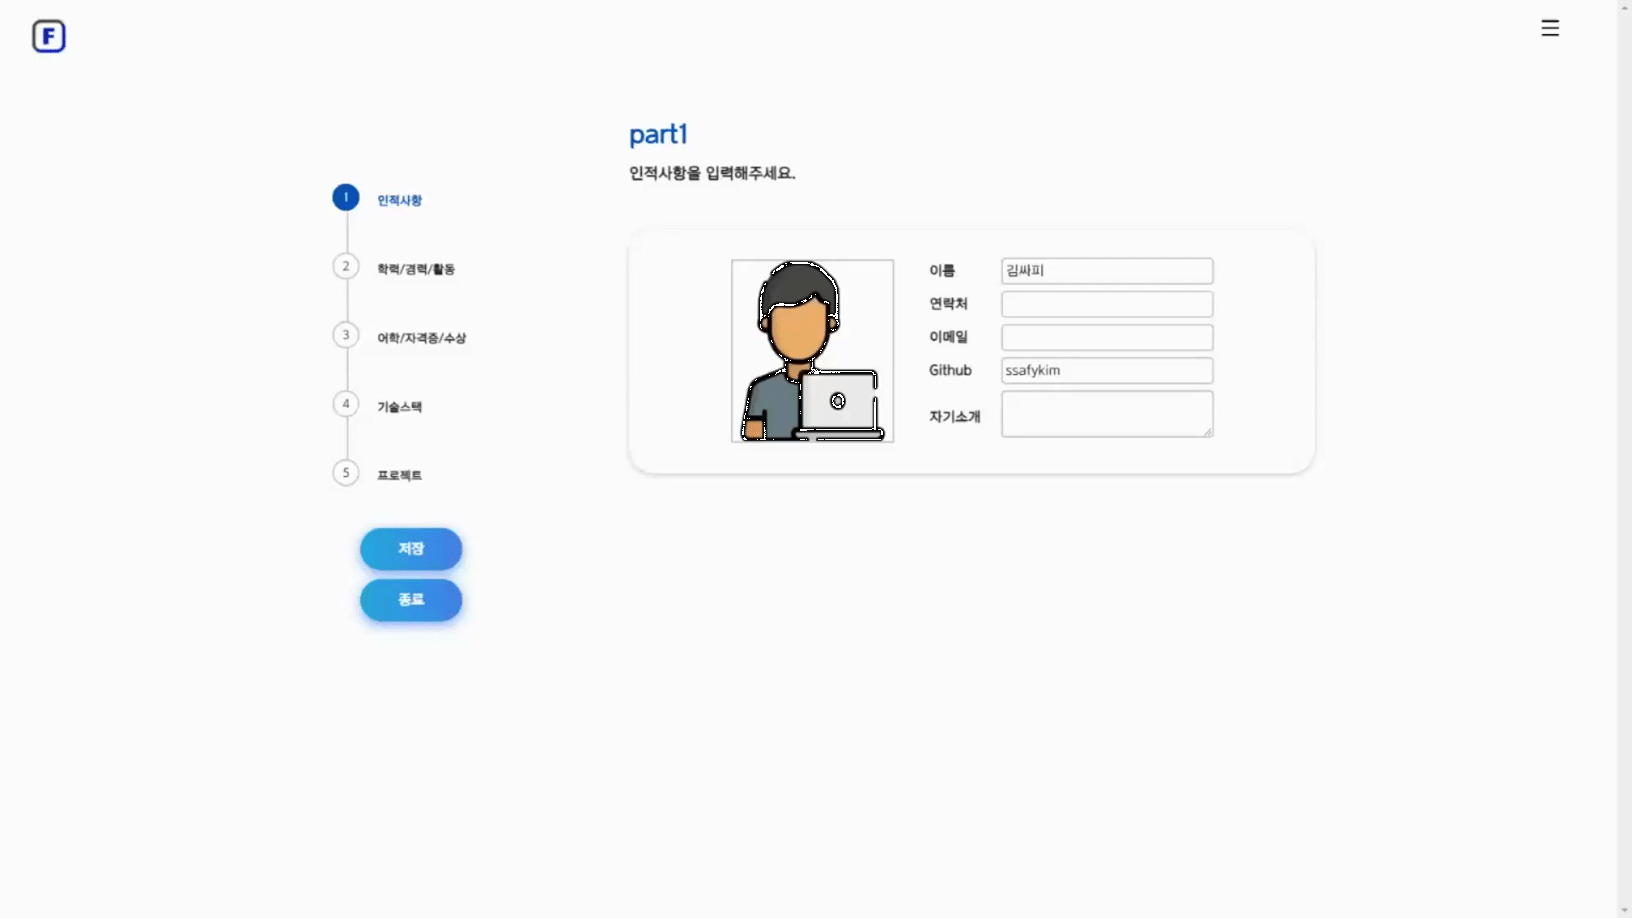 F
part1
인적사항을 입력해주세요.
1 인적사항
2 학력/경력/활동
3 어학/자격증/수상
4 기술스택
5 프로젝트
저장
종료
이름 김싸피
연락처
이메일
Github ssafykim
자기소개